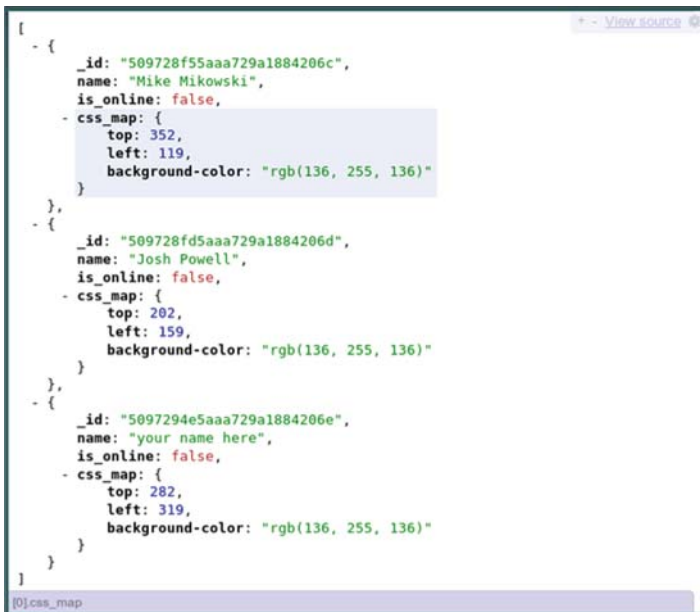 + - View source
[
- {
_id: "509728f55aaa729a1884206c",
name: "Mike Mikowski",
is_online: false,
- css_map: {
top: 352,
left: 119,
background-color: "rgb(136, 255, 136)"
}
},
- {
_id: "509728fd5aaa729a1884206d",
name: "Josh Powell",
is_online: false,
- css_map: {
top: 202,
left: 159,
background-color: "rgb(136, 255, 136)"
}
},
- {
_id: "5097294e5aaa729a1884206e",
name: "your name here",
is_online: false,
- css_map: {
top: 282,
left: 319,
background-color: "rgb(136, 255, 136)"
}
}
]
[0].css_map